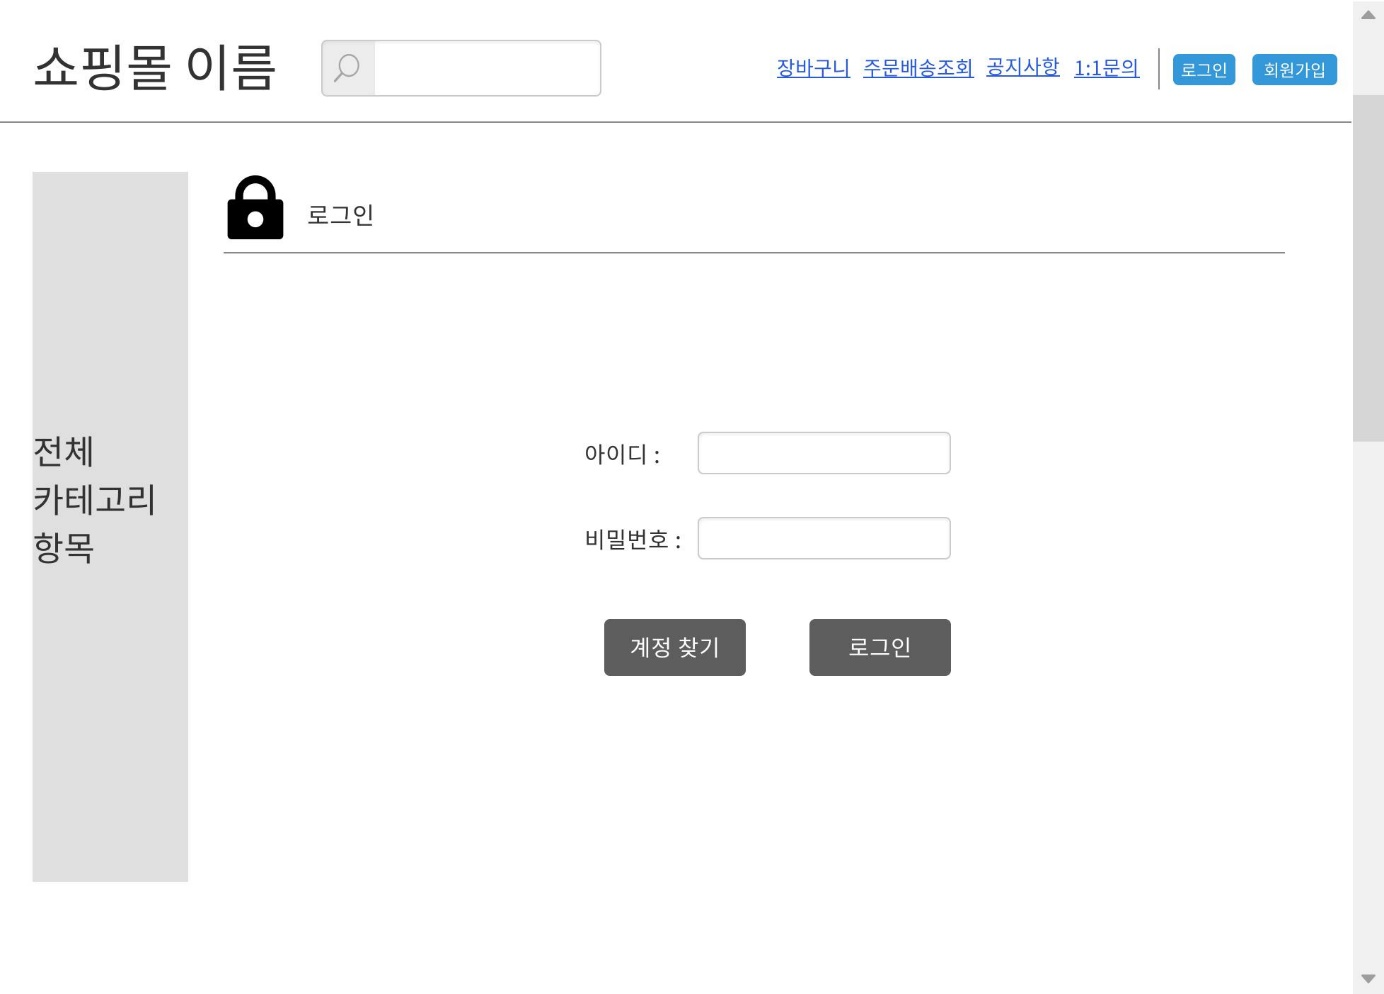 쇼핑몰 이름
장바구니 주문배송조회 공지사항 1:1문의 로그인 회원가입
로그인
전체
카테고리
항목
아이디 :
비밀번호 :
계정 찾기 로그인